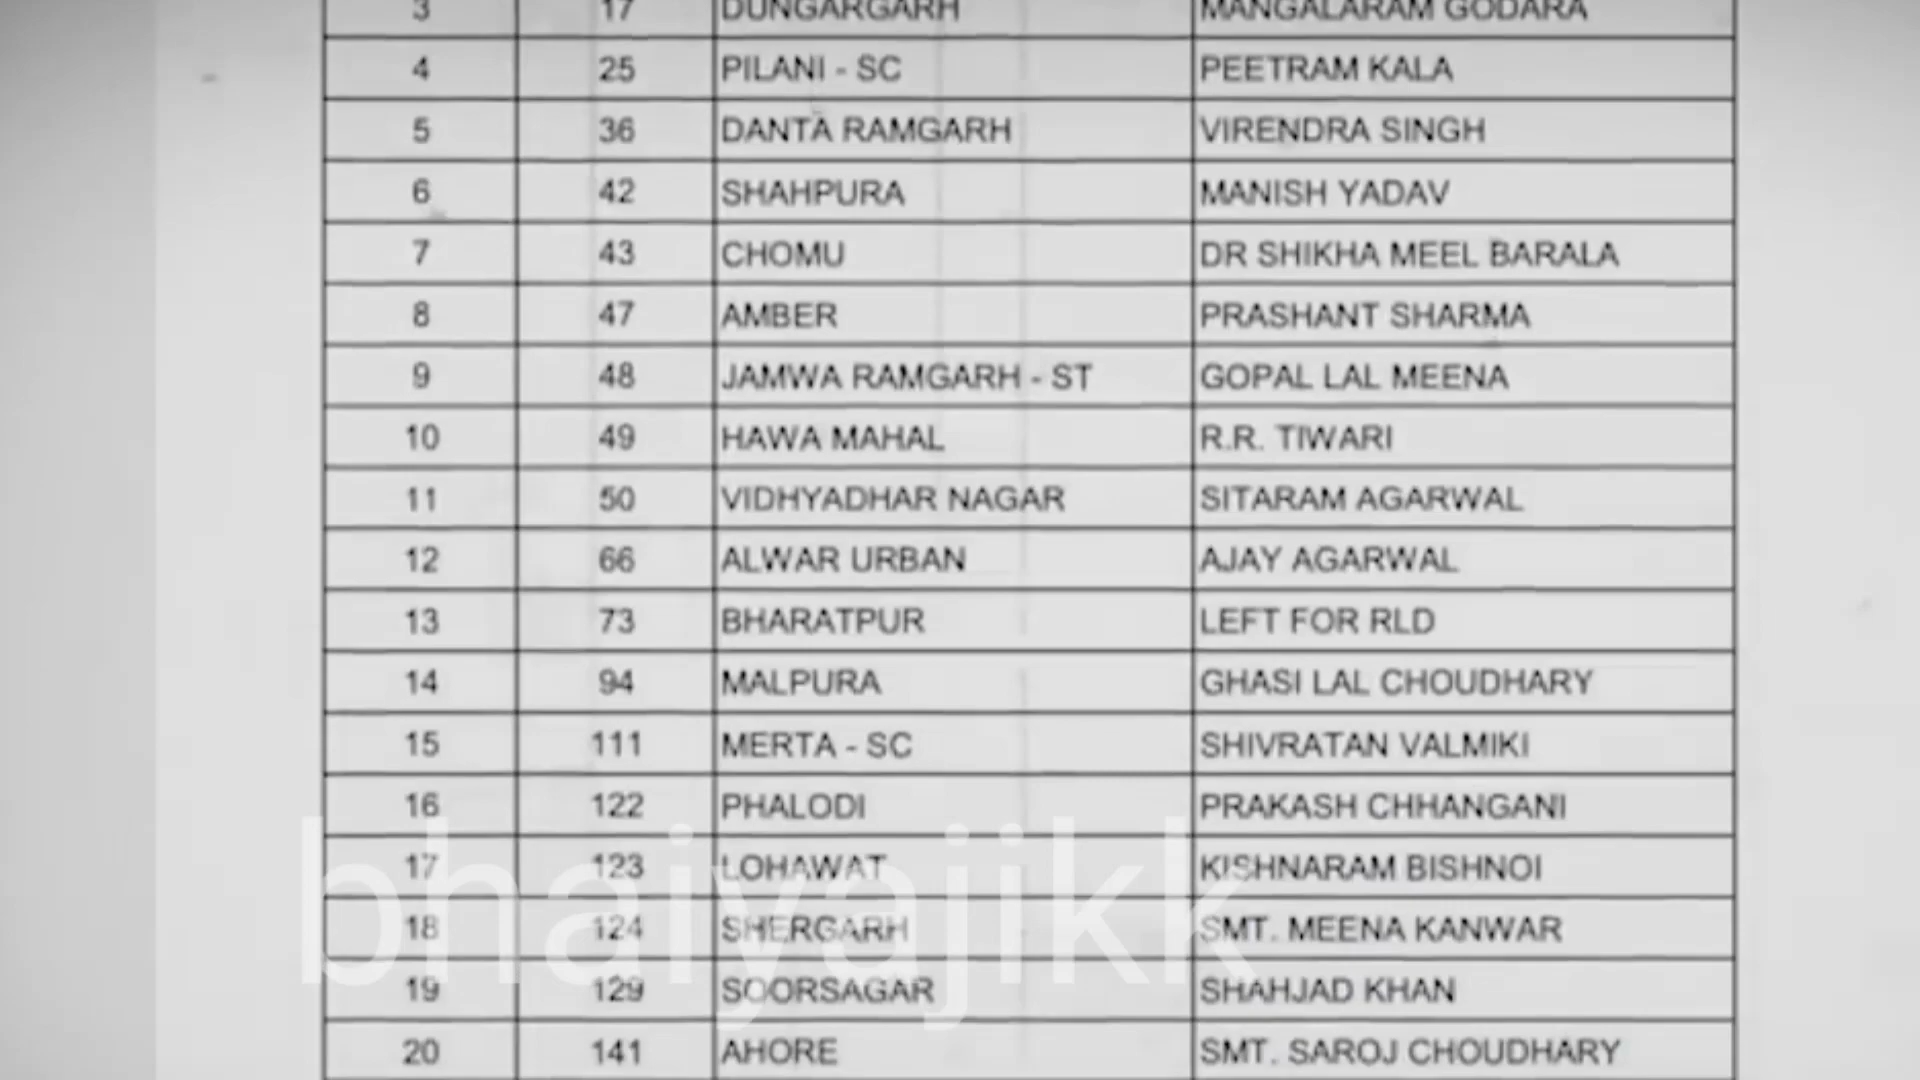 3 17 DUNGARGARH MANGALARAM GODARA
4 25 PILANI - SC PEETRAM KALA
5 36 DANTA RAMGARH VIRENDRA SINGH
6 42 SHAHPURA MANISH YADAV
7 43 CHOMU DR SHIKHA MEEL BARALA
8 47 AMBER PRASHANT SHARMA
9 48 JAMWA RAMGARH - ST GOPAL LAL MEENA
10 49 HAWA MAHAL R.R. TIWARI
11 50 VIDHYADHAR NAGAR SITARAM AGARWAL
12 66 ALWAR URBAN AJAY AGARWAL
13 73 BHARATPUR LEFT FOR RLD
14 94 MALPURA GHASI LAL CHOUDHARY
15 111 MERTA - SC SHIVRATAN VALMIKI
16 122 PHALODI PRAKASH CHHANGANI
17 123 LOHAWAT KISHNARAM BISHNOI
18 124 SHERGARH SMT. MEENA KANWAR
19 129 SOORSAGAR SHAHJAD KHAN
20 141 AHORE SMT. SAROJ CHOUDHARY
bhaiyajikk